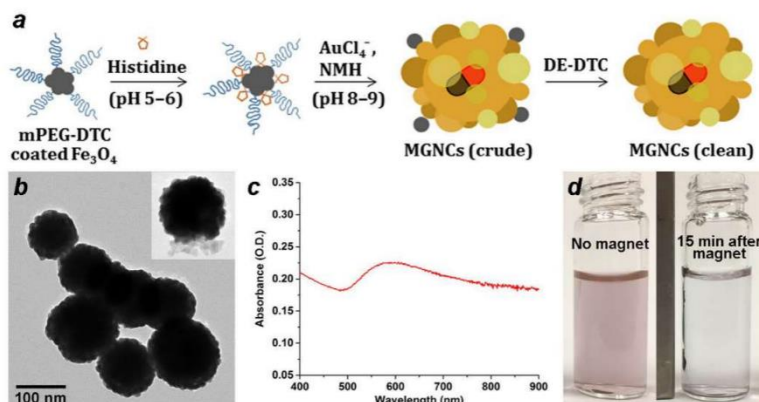 a
Histidine
(pH 5–6)
AuCl₄⁻,
NMH
(pH 8–9)
DE-DTC
mPEG-DTC
coated Fe₃O₄
MGNCs (crude)
MGNCs (clean)
b
100 nm
c
Absorbance (O.D.)
0.35
0.30
0.25
0.20
0.15
0.10
0.05
400
500
600
700
800
900
Wavelength (nm)
d
No magnet
15 min after
magnet